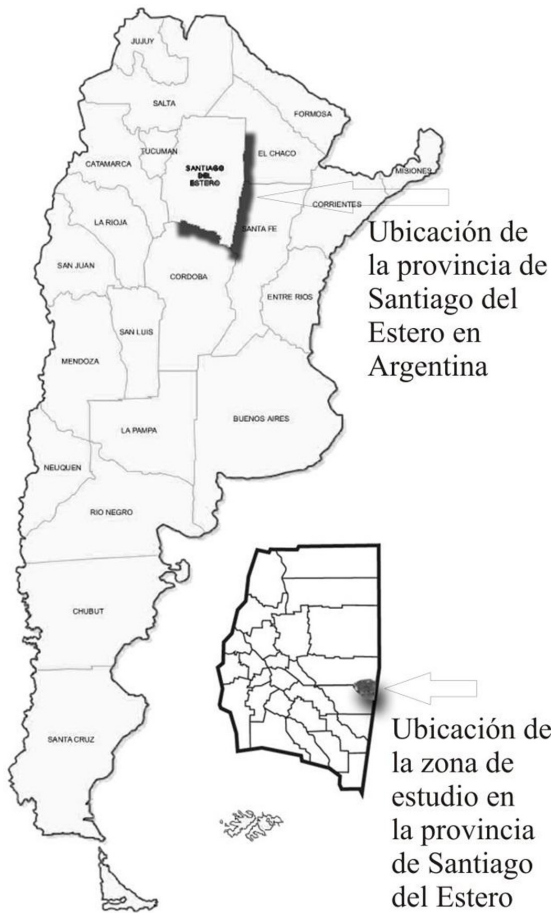 JUJUY
SALTA
FORMOSA
TUCUMAN
SANTIAGO
DEL
ESTERO
EL CHACO
CATAMARCA
MISIONES
CORRIENTES
LA RIOJA
SANTA FE
SAN JUAN
CORDOBA
ENTRE RIOS
SAN LUIS
MENDOZA
BUENOS AIRES
LA PAMPA
NEUQUEN
RIO NEGRO
CHUBUT
SANTA CRUZ
Ubicación de
la provincia de
Santiago del
Estero en
Argentina
Ubicación de
la zona de
estudio en
la provincia
de Santiago
del Estero